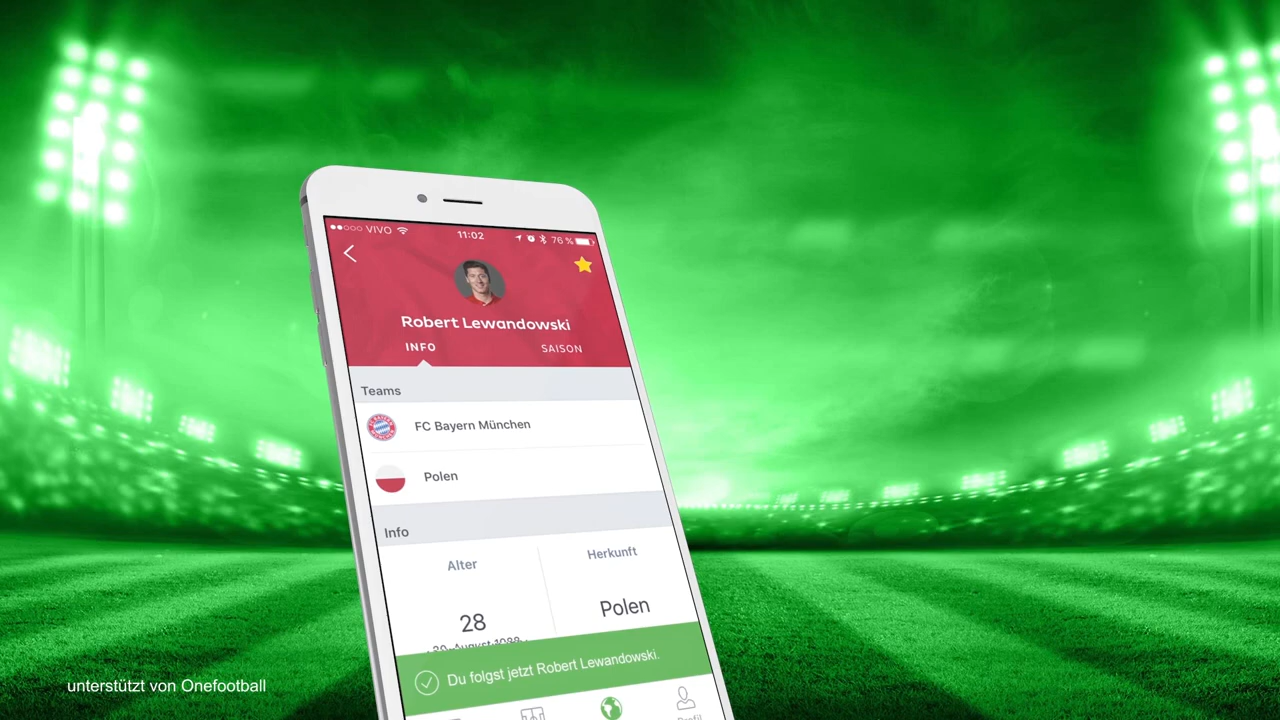 VIVO 11:02 76 %
Robert Lewandowski
INFO SAISON
Teams
FC Bayern München
Polen
Info
Alter Herkunft
28 Polen
Du folgst jetzt Robert Lewandowski.
Profil
unterstützt von Onefootball